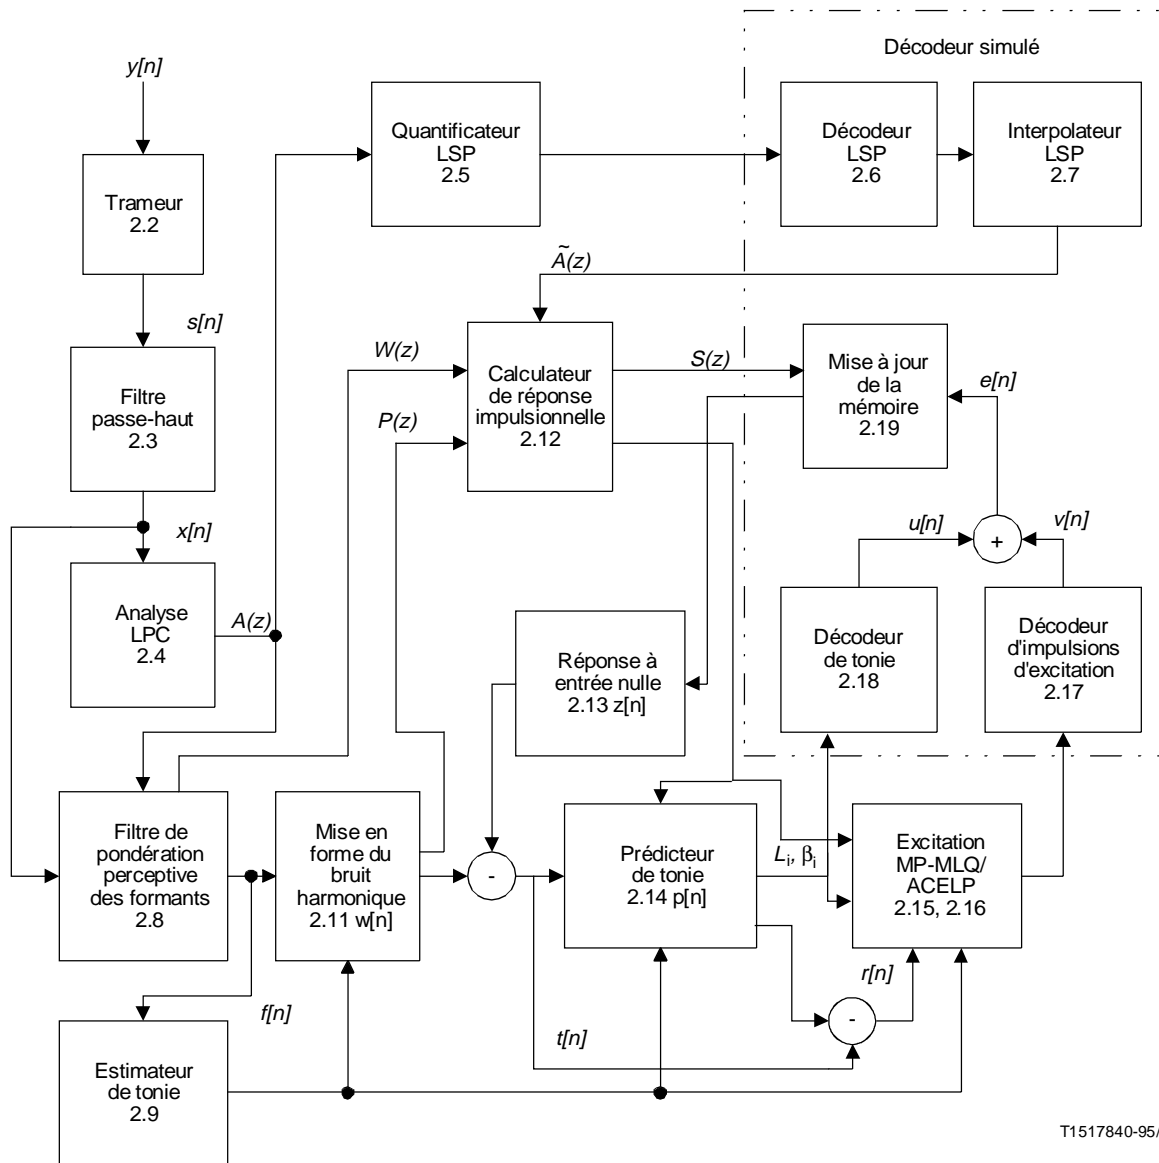 Décodeur simulé
y[n]
Quantificateur
LSP
2.5
Décodeur
LSP
2.6
Interpolateur
LSP
2.7
Trameur
2.2
Ã(z)
s[n]
W(z)
S(z)
P(z)
Calculateur
de réponse
impulsionnelle
2.12
Mise à jour
de la
mémoire
2.19
e[n]
Filtre
passe-haut
2.3
x[n]
u[n]
v[n]
+
Analyse
LPC
2.4
A(z)
Réponse à
entrée nulle
2.13 z[n]
Décodeur
de tonie
2.18
Décodeur
d'impulsions
d'excitation
2.17
Filtre de
pondération
perceptive
des formants
2.8
Mise en
forme du
bruit
harmonique
2.11 w[n]
-
Prédicteur
de tonie
2.14 p[n]
Li, βi
Excitation
MP-MLQ/
ACELP
2.15, 2.16
r[n]
-
f[n]
t[n]
Estimateur
de tonie
2.9
T1517840-95/